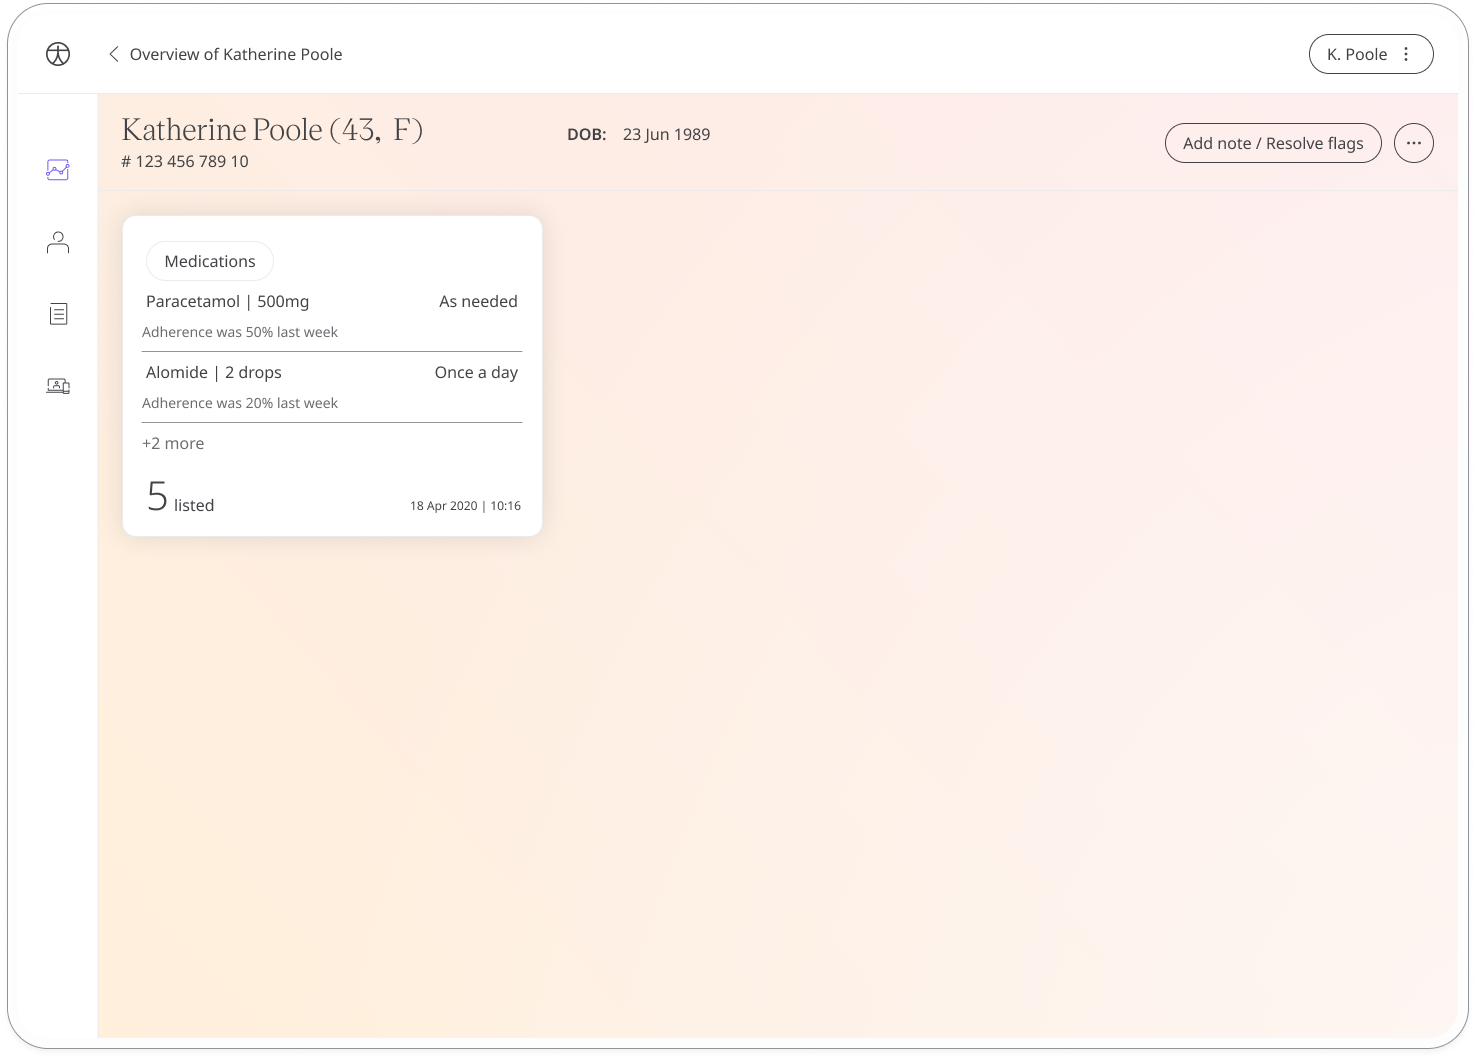 Overview of Katherine Poole
K. Poole
Katherine Poole (43, F)
DOB: 23 Jun 1989
# 123 456 789 10
Add note / Resolve flags
Medications
Paracetamol | 500mg As needed
Adherence was 50% last week
Alomide | 2 drops Once a day
Adherence was 20% last week
+2 more
5 listed 18 Apr 2020 | 10:16